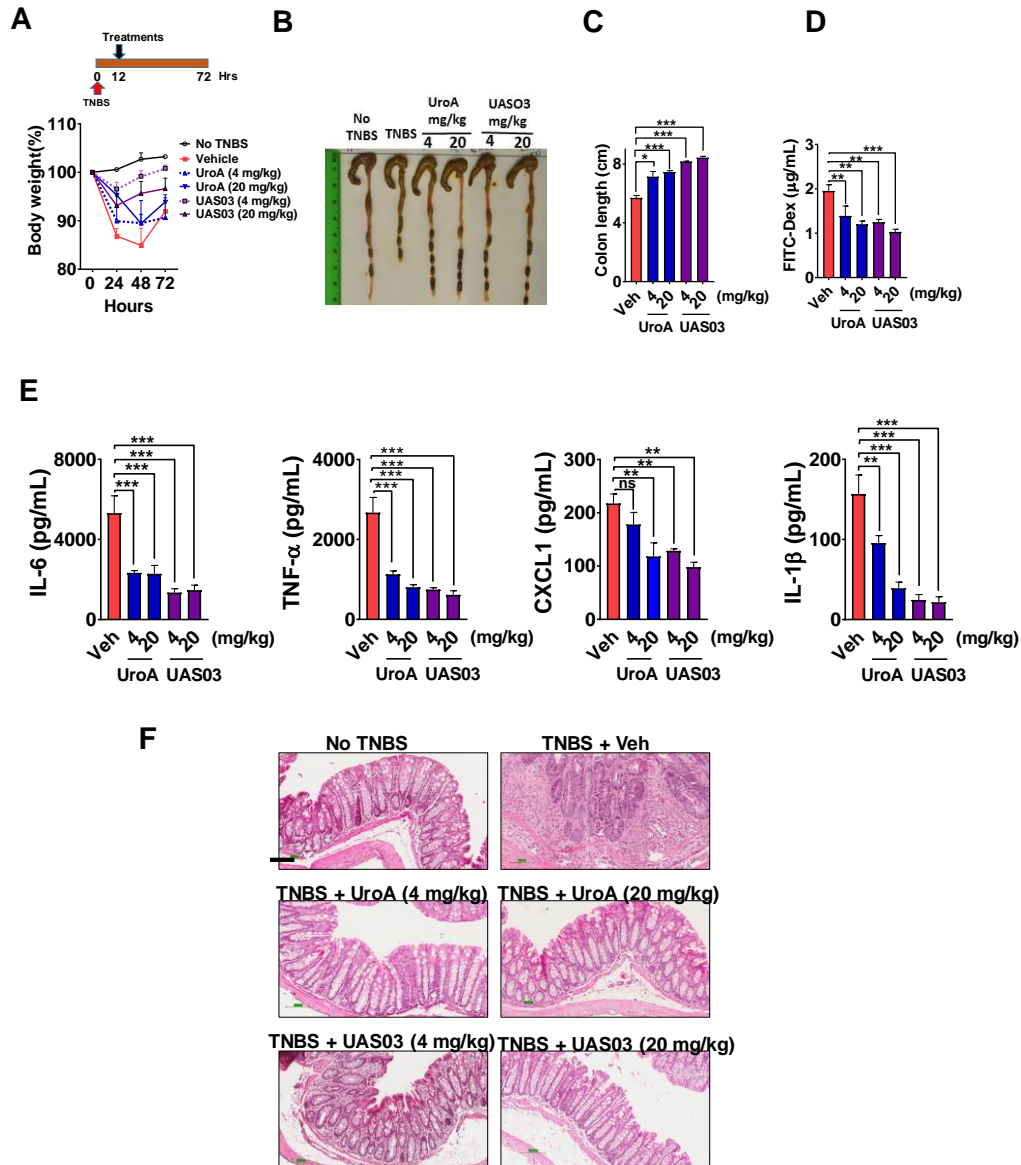 A
Treatments
0 12 72 Hrs
TNBS
110
100
90
80
Body weight(%)
0 24 48 72
Hours
No TNBS
Vehicle
UroA (4 mg/kg)
UroA (20 mg/kg)
UAS03 (4 mg/kg)
UAS03 (20 mg/kg)
B
No TNBS
TNBS
UroA
mg/kg
4 20
UASO3
mg/kg
4 20
C
***
***
***
*
8
4
0
Colon length (cm)
Veh 4 20 4 20 (mg/kg)
UroA UAS03
D
***
**
**
**
3
2
1
0
FITC-Dex (µg/mL)
Veh 4 20 4 20 (mg/kg)
UroA UAS03
E
***
***
***
***
8000
4000
0
IL-6 (pg/mL)
Veh 4 20 4 20 (mg/kg)
UroA UAS03
***
***
***
***
4000
2000
0
TNF-α (pg/mL)
Veh 4 20 4 20 (mg/kg)
UroA UAS03
**
**
**
ns
300
200
100
0
CXCL1 (pg/mL)
Veh 4 20 4 20 (mg/kg)
UroA UAS03
***
***
***
**
200
100
0
IL-1β (pg/mL)
Veh 4 20 4 20 (mg/kg)
UroA UAS03
F
No TNBS
TNBS + Veh
TNBS + UroA (4 mg/kg)
TNBS + UroA (20 mg/kg)
TNBS + UAS03 (4 mg/kg)
TNBS + UAS03 (20 mg/kg)